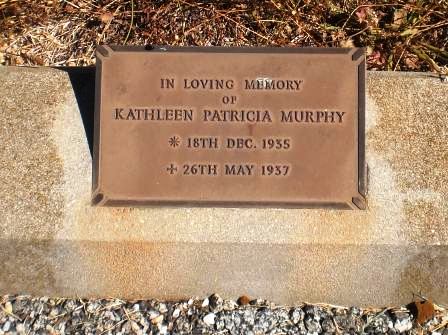 IN LOVING MEMORY
OF
KATHLEEN PATRICIA MURPHY
* 18TH DEC. 1935
✠ 26TH MAY 1937